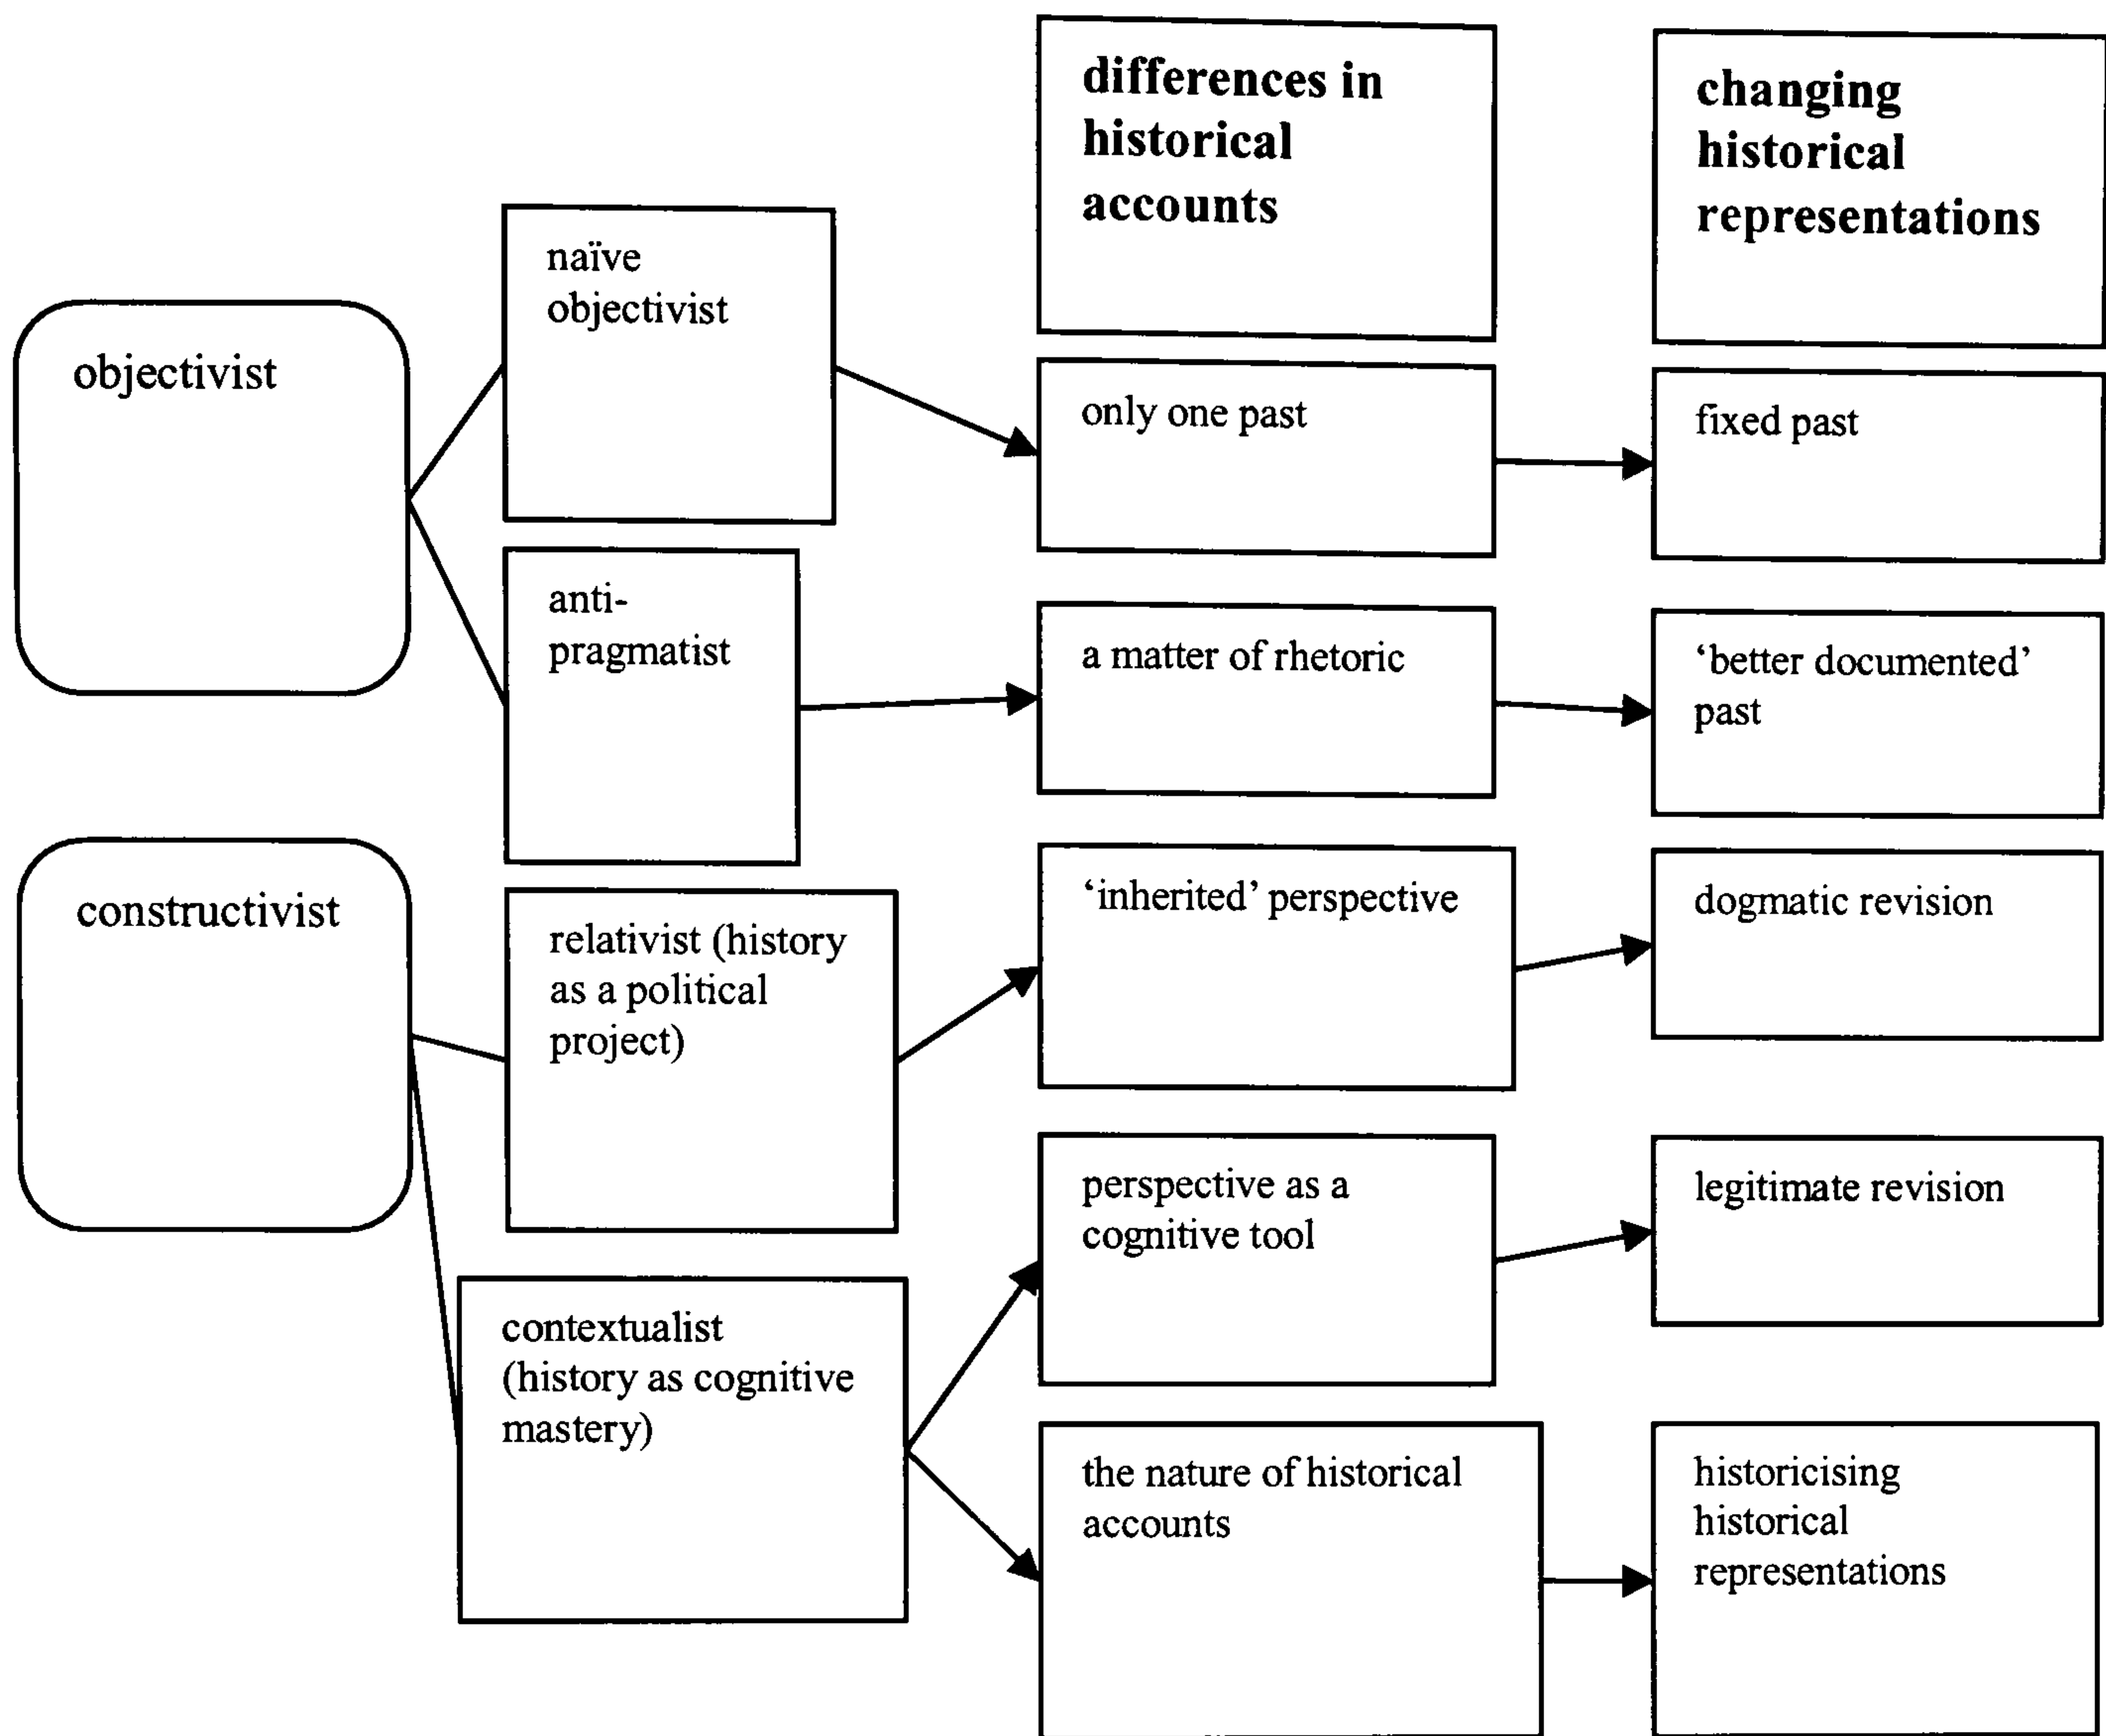 differences in
historical
accounts
changing
historical
representations
objectivist
naïve
objectivist
only one past
fixed past
anti-
pragmatist
a matter of rhetoric
‘better documented’
past
constructivist
relativist (history
as a political
project)
‘inherited’ perspective
dogmatic revision
contextualist
(history as cognitive
mastery)
perspective as a
cognitive tool
legitimate revision
the nature of historical
accounts
historicising
historical
representations